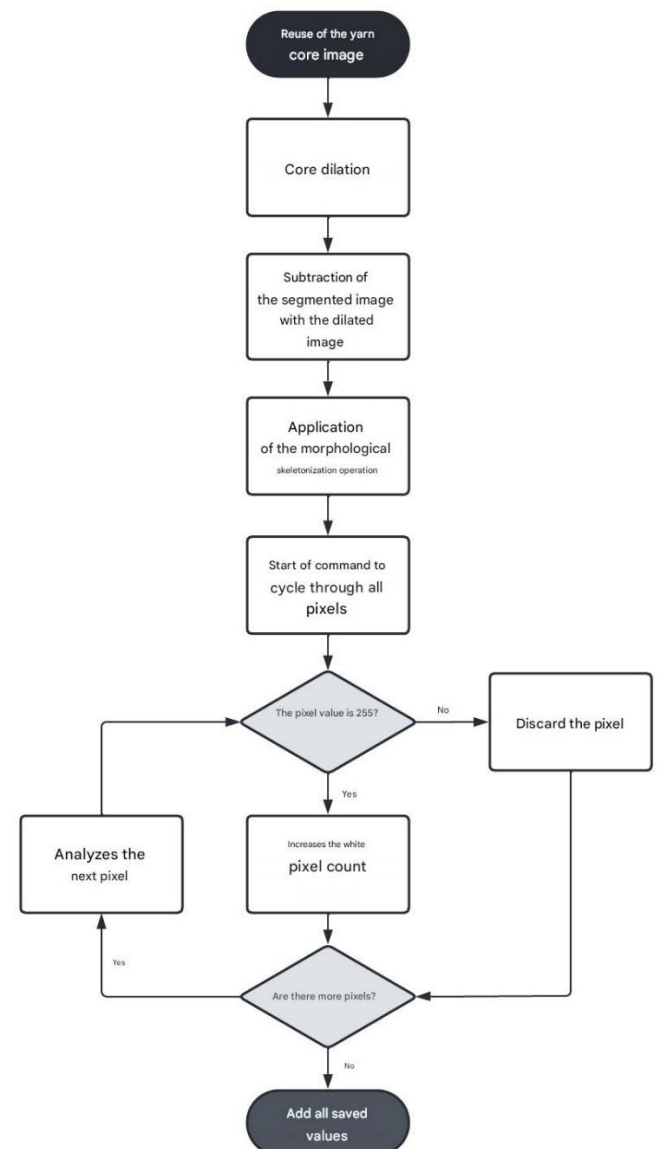 Reuse of the yarn
core image
Core dilation
Subtraction of
the segmented image
with the dilated
image
Application
of the morphological
skeletonization operation
Start of command to
cycle through all
pixels
The pixel value is 255?
No
Discard the pixel
Yes
Increases the white
pixel count
Analyzes the
next pixel
Yes
Are there more pixels?
No
Add all saved
values